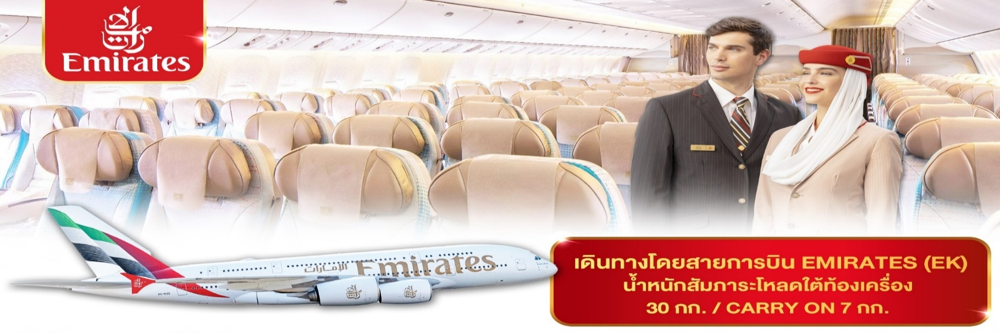 الإمارات
Emirates
الإمارات Emirates
เดินทางโดยสายการบิน EMIRATES (EK)
น้ำหนักสัมภาระโหลดใต้ท้องเครื่อง
30 กก. / CARRY ON 7 กก.